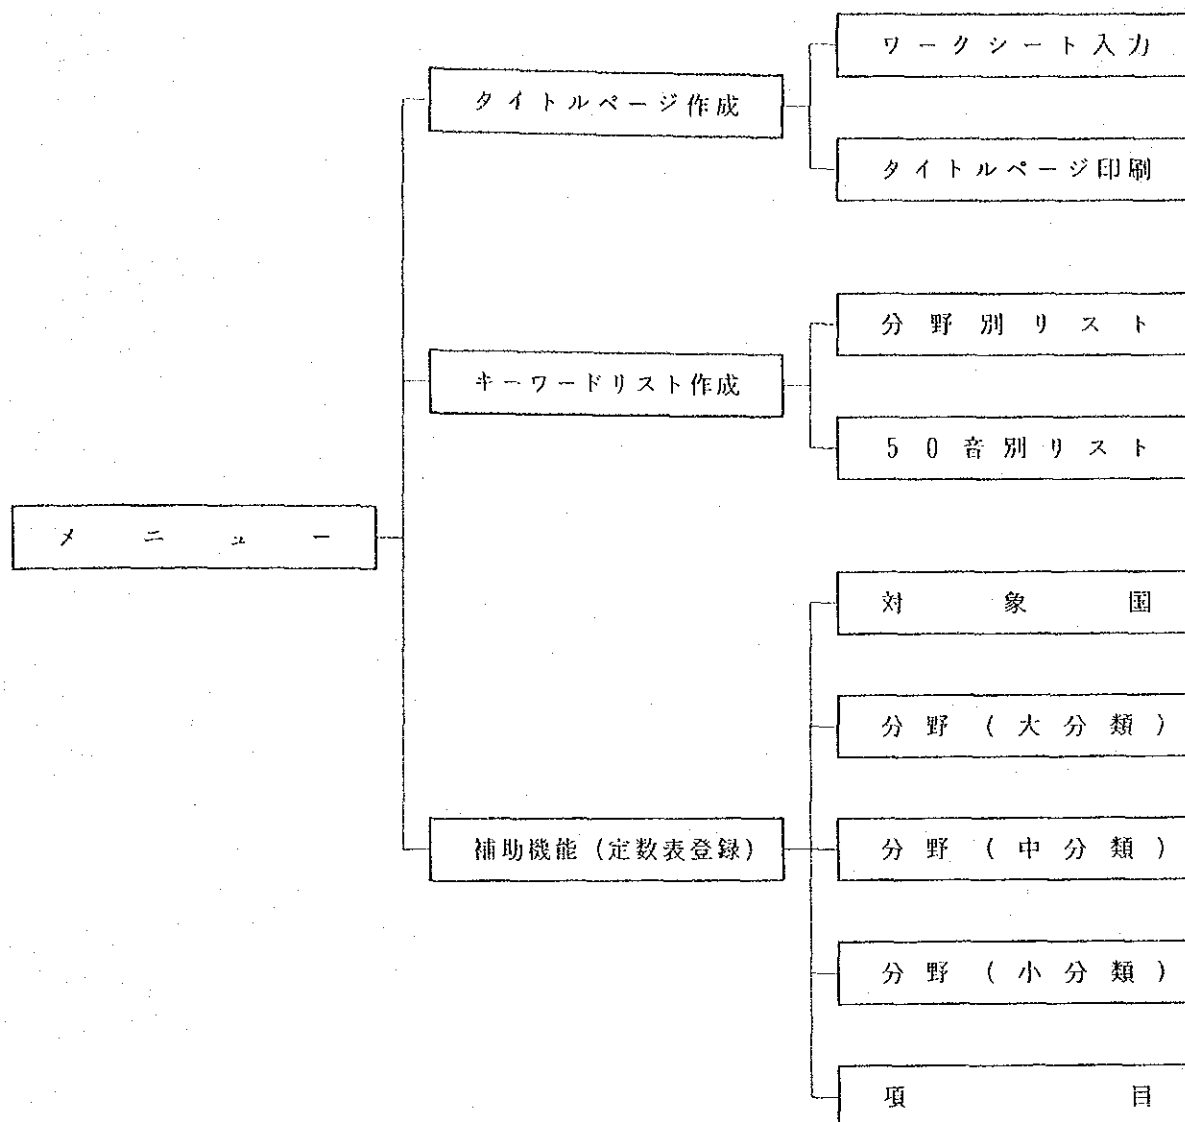 ワークシート入力
タイトルページ作成
タイトルページ印刷
分野別リスト
キーワードリスト作成
50音別リスト
メニュー
対象国
分野(大分類)
補助機能(定数表登録)
分野(中分類)
分野(小分類)
項目